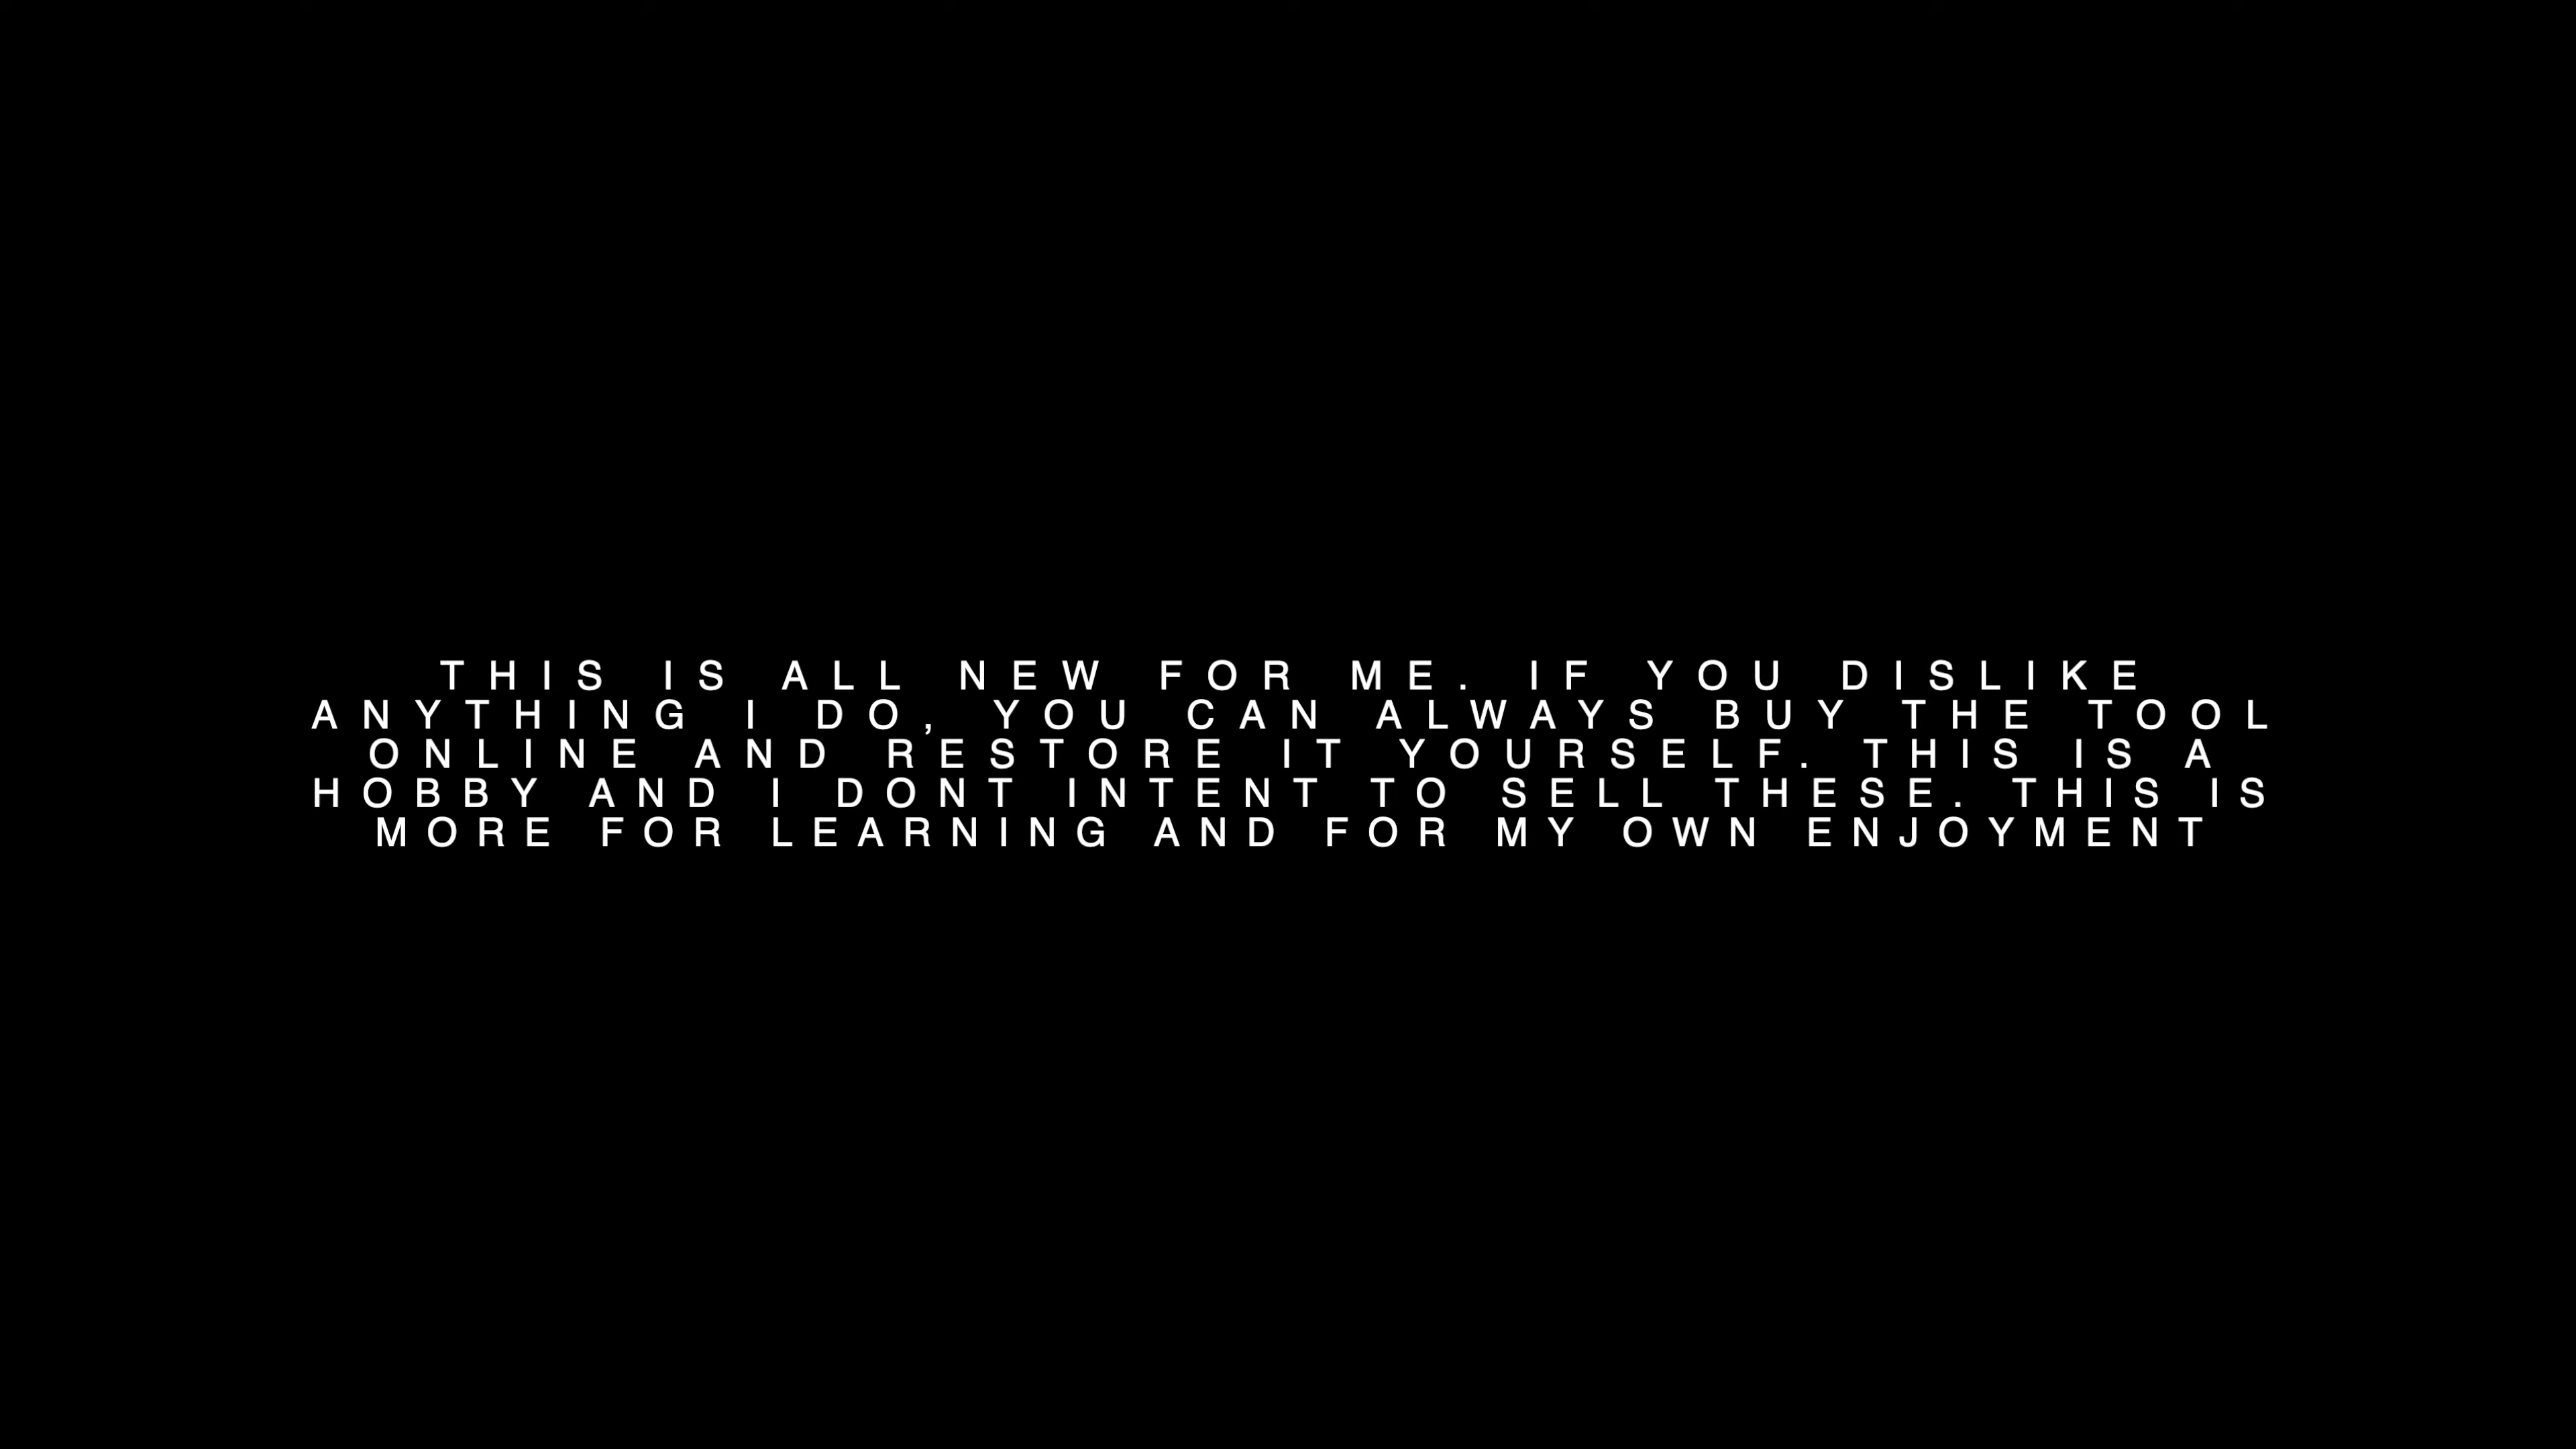 THIS IS ALL NEW FOR ME. IF YOU DISLIKE
ANYTHING I DO, YOU CAN ALWAYS BUY THE TOOL
ONLINE AND RESTORE IT YOURSELF. THIS IS A
HOBBY AND I DONT INTENT TO SELL THESE. THIS IS
MORE FOR LEARNING AND FOR MY OWN ENJOYMENT